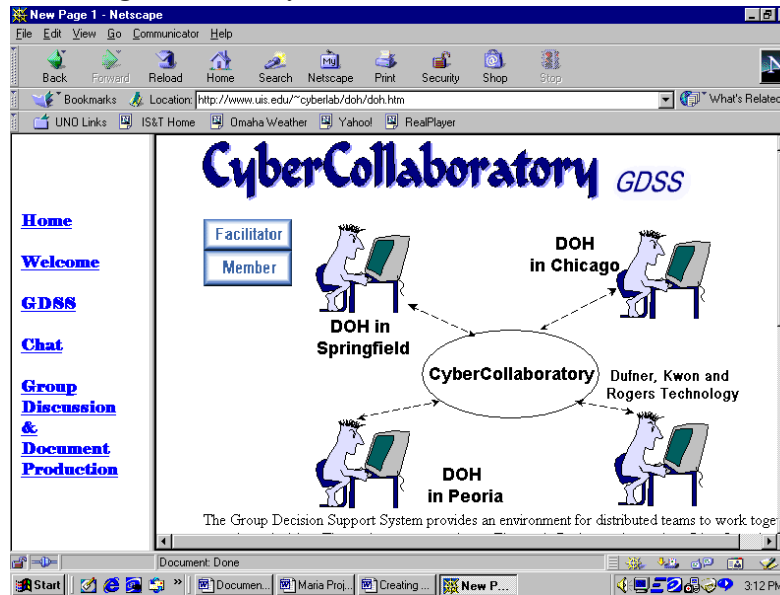 New Page 1 - Netscape
File Edit View Go Communicator Help
Back Forward Reload Home Search Netscape Print Security Shop Stop
My
N
Bookmarks Location: http://www.uis.edu/~cyberlab/doh/doh.htm What's Related
UNO Links IS&T Home Omaha Weather Yahoo! RealPlayer
Home
Welcome
GDSS
Chat
Group
Discussion
&
Document
Production
CyberCollaboratory GDSS
Facilitator
Member
DOH
in Chicago
DOH in
Springfield
CyberCollaboratory
Dufner, Kwon and
Rogers Technology
DOH
in Peoria
The Group Decision Support System provides an environment for distributed teams to work toge
Document: Done
Start Documen... Maria Proj... Creating ... New P... 3:12 PM